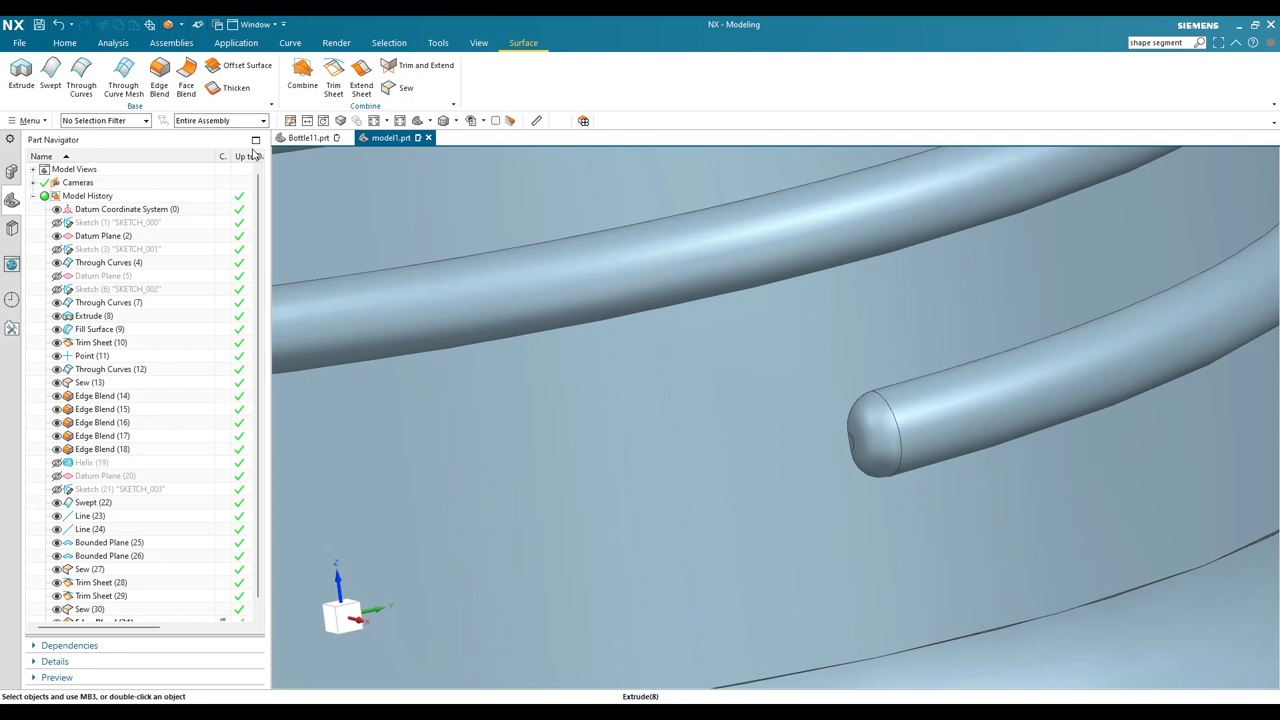 NX Window NX - Modeling SIEMENS
File Home Analysis Assemblies Application Curve Render Selection Tools View Surface shape segment
Extrude Swept Through Curves Through Curve Mesh Edge Blend Face Blend Offset Surface Thicken Combine Trim Sheet Extend Sheet Trim and Extend Sew
Base Combine
Menu No Selection Filter Entire Assembly
Part Navigator Bottle11.prt model1.prt
Name C. Up to
Model Views
Cameras
Model History
Datum Coordinate System (0)
Sketch (1) "SKETCH_000"
Datum Plane (2)
Sketch (3) "SKETCH_001"
Through Curves (4)
Datum Plane (5)
Sketch (6) "SKETCH_002"
Through Curves (7)
Extrude (8)
Fill Surface (9)
Trim Sheet (10)
Point (11)
Through Curves (12)
Sew (13)
Edge Blend (14)
Edge Blend (15)
Edge Blend (16)
Edge Blend (17)
Edge Blend (18)
Helix (19)
Datum Plane (20)
Sketch (21) "SKETCH_003"
Swept (22)
Line (23)
Line (24)
Bounded Plane (25)
Bounded Plane (26)
Sew (27)
Trim Sheet (28)
Trim Sheet (29)
Sew (30)
Z
Y
X
Dependencies
Details
Preview
Select objects and use MB3, or double-click an object Extrude(8)